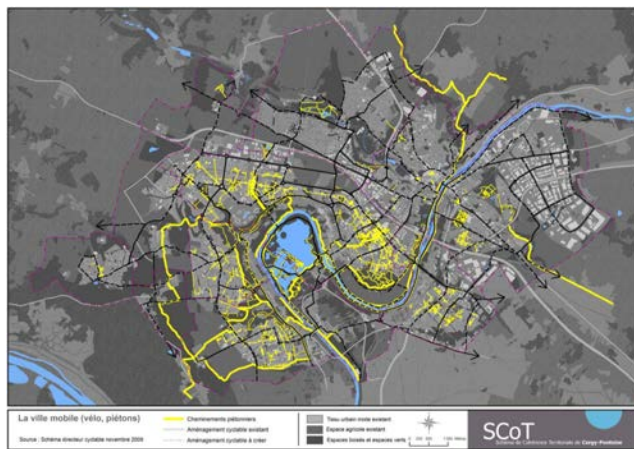 La ville mobile (vélo, piétons)
Source : Schéma directeur cyclable novembre 2009
Cheminements piétonniers
Aménagement cyclable existant
Aménagement cyclable à créer
Tissu urbain mixte existant
Espace agricole existant
Espaces boisés et espaces verts
SCoT
Schéma de Cohérence Territoriale de Cergy-Pontoise